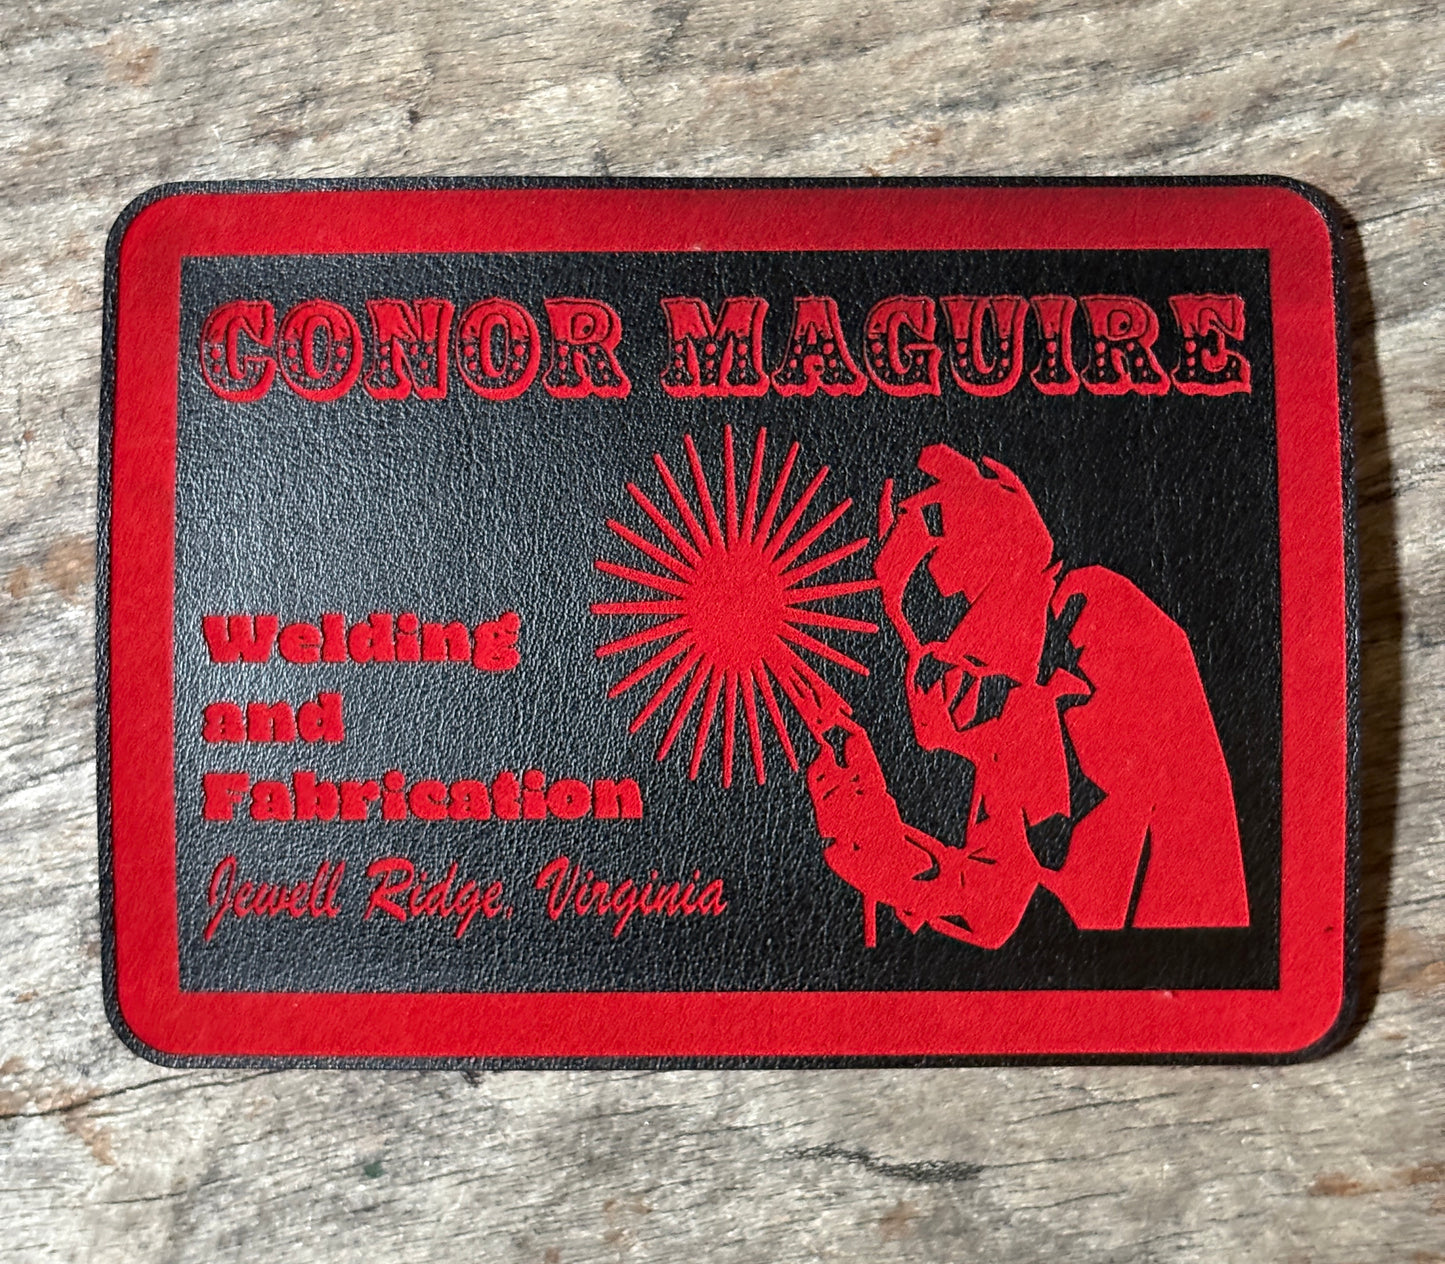 CONOR MAGUIRE
Welding
and
Fabrication
Jewell Ridge, Virginia